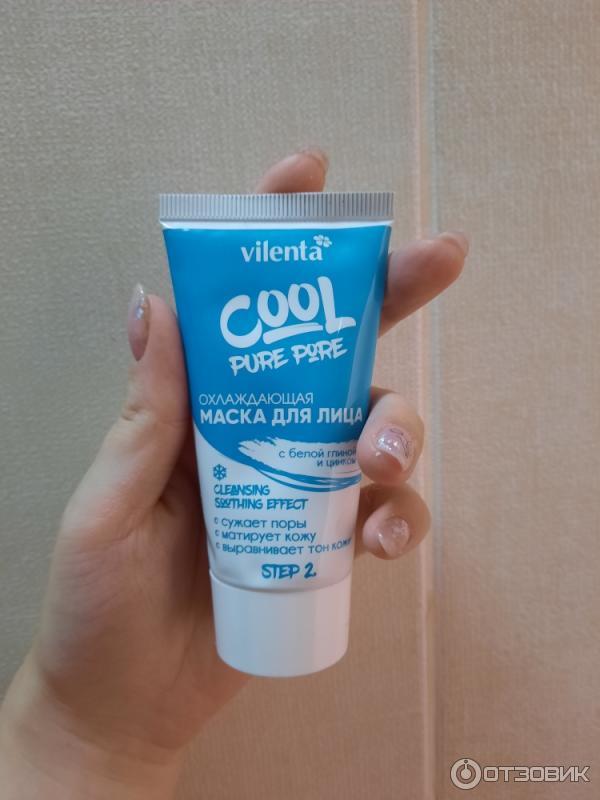 vilenta
COOL
PURE PORE
ОХЛАЖДАЮЩАЯ
МАСКА ДЛЯ ЛИЦА
с белой глиной
и цинком
CLEANSING
SOOTHING EFFECT
сужает поры
матирует кожу
выравнивает тон кожи
STEP 2
ОТЗОВИК